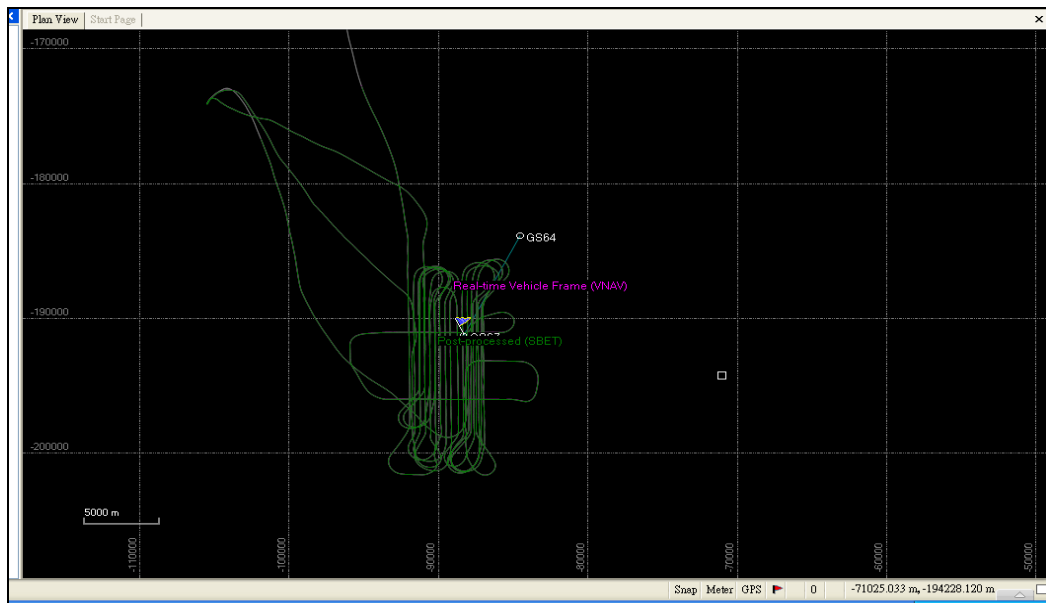 Plan View Start Page
-170000
-180000
GS64
Real-time Vehicle Frame (VNAV)
-190000
Post-processed (SBET)
-200000
5000 m
-110000
-100000
-90000
-80000
-70000
-60000
-50000
Snap Meter GPS 0 -71025.033 m, -194228.120 m